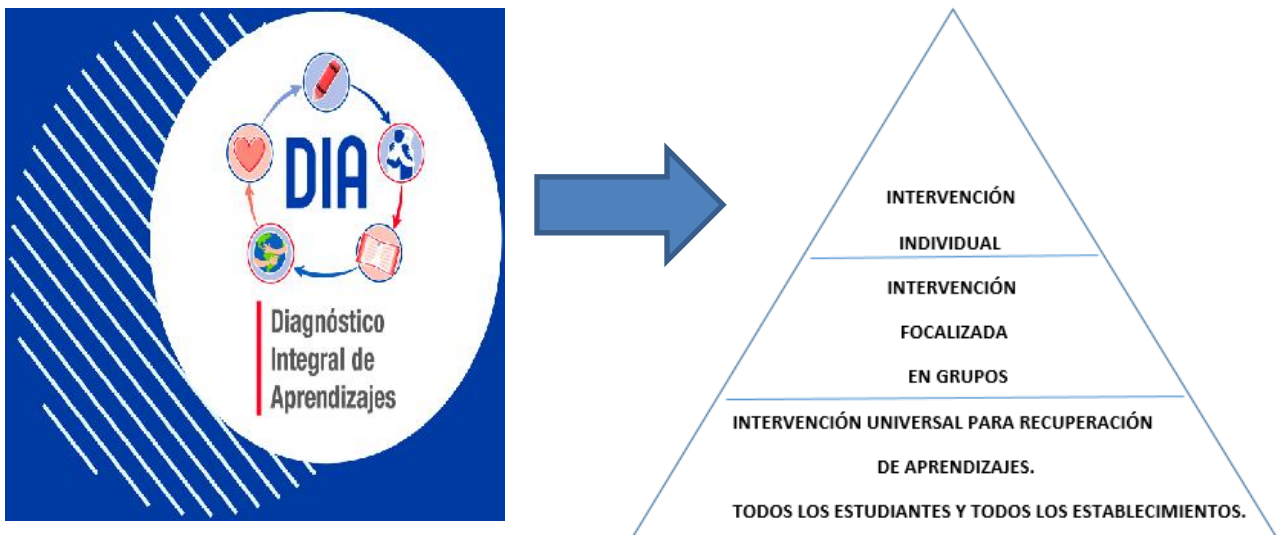 DIA
Diagnóstico
Integral de
Aprendizajes
INTERVENCIÓN
INDIVIDUAL
INTERVENCIÓN
FOCALIZADA
EN GRUPOS
INTERVENCIÓN UNIVERSAL PARA RECUPERACIÓN
DE APRENDIZAJES.
TODOS LOS ESTUDIANTES Y TODOS LOS ESTABLECIMIENTOS.